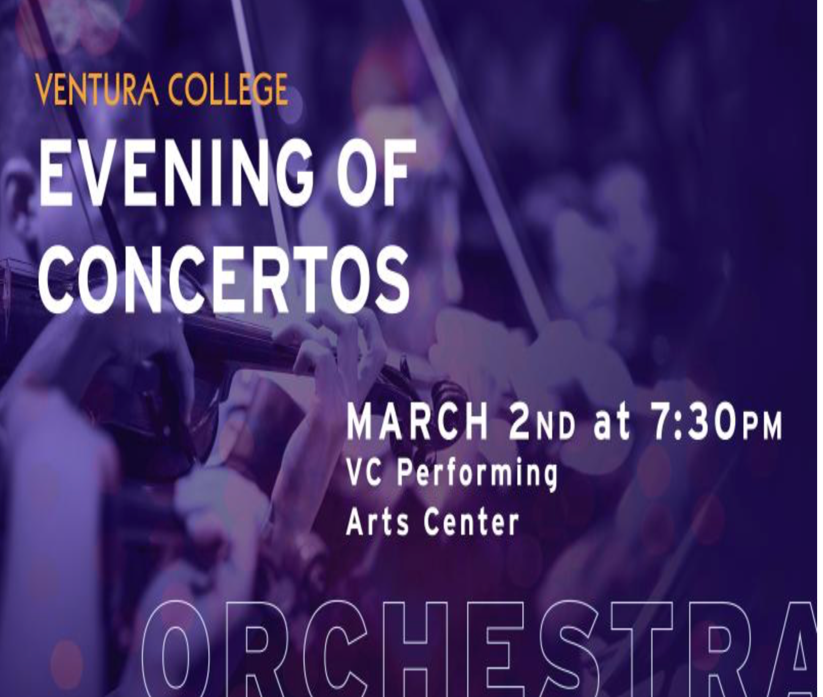 VENTURA COLLEGE
EVENING OF
CONCERTOS
MARCH 2ND at 7:30PM
VC Performing
Arts Center
ORCHESTRA